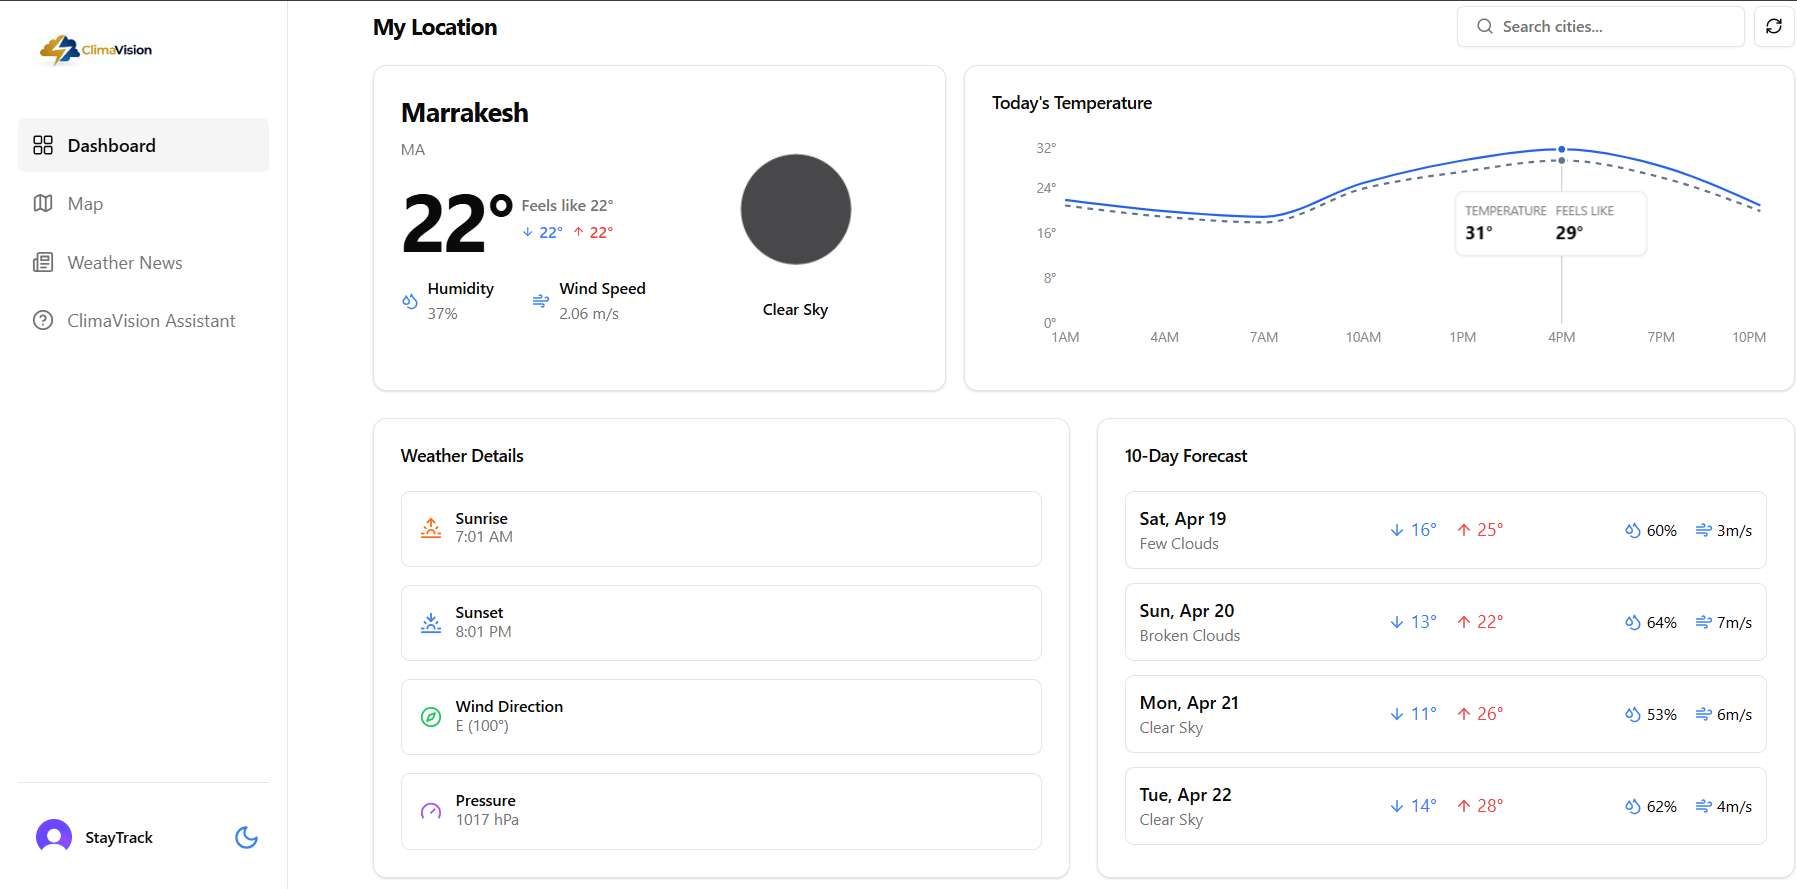 ClimaVision
Dashboard
Map
Weather News
ClimaVision Assistant
StayTrack
My Location
Search cities...
Marrakesh
MA
22°
Feels like 22°
↓ 22° ↑ 22°
Humidity
37%
Wind Speed
2.06 m/s
Clear Sky
Today's Temperature
32°
24°
16°
8°
0°
1AM 4AM 7AM 10AM 1PM 4PM 7PM 10PM
TEMPERATURE FEELS LIKE
31° 29°
Weather Details
Sunrise
7:01 AM
Sunset
8:01 PM
Wind Direction
E (100°)
Pressure
1017 hPa
10-Day Forecast
Sat, Apr 19
Few Clouds
↓ 16° ↑ 25° 60% 3m/s
Sun, Apr 20
Broken Clouds
↓ 13° ↑ 22° 64% 7m/s
Mon, Apr 21
Clear Sky
↓ 11° ↑ 26° 53% 6m/s
Tue, Apr 22
Clear Sky
↓ 14° ↑ 28° 62% 4m/s